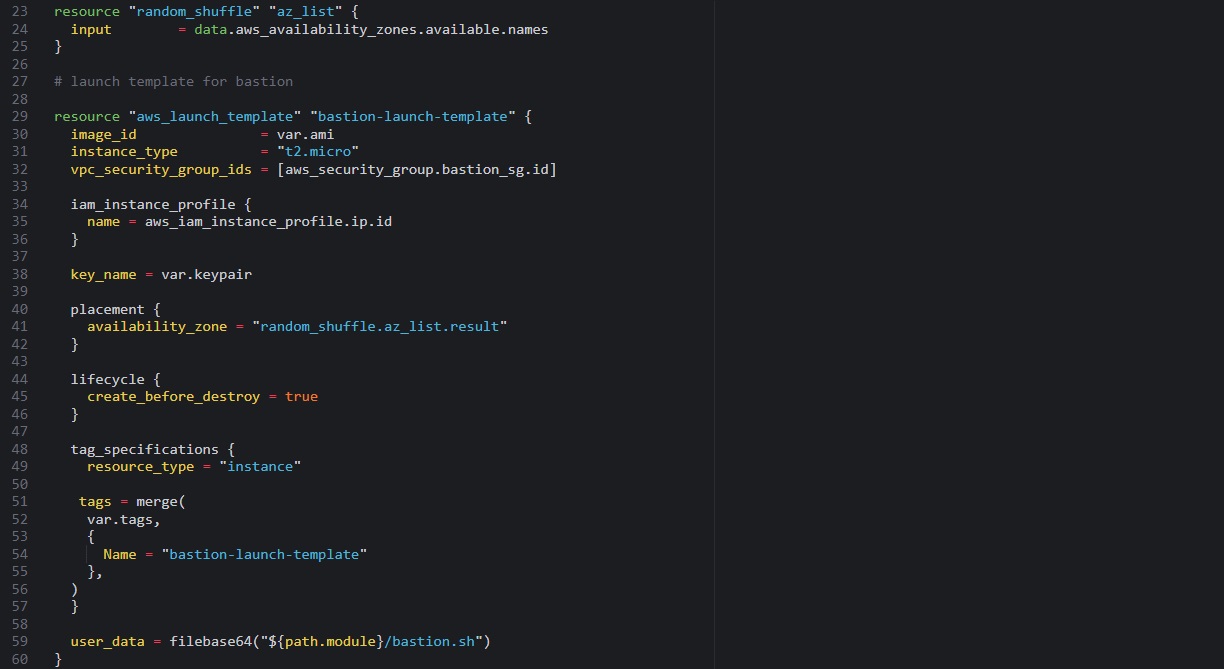 23 resource "random_shuffle" "az_list" {
24   input        = data.aws_availability_zones.available.names
25 }
26
27 # launch template for bastion
28
29 resource "aws_launch_template" "bastion-launch-template" {
30   image_id               = var.ami
31   instance_type          = "t2.micro"
32   vpc_security_group_ids = [aws_security_group.bastion_sg.id]
33
34   iam_instance_profile {
35     name = aws_iam_instance_profile.ip.id
36   }
37
38   key_name = var.keypair
39
40   placement {
41     availability_zone = "random_shuffle.az_list.result"
42   }
43
44   lifecycle {
45     create_before_destroy = true
46   }
47
48   tag_specifications {
49     resource_type = "instance"
50
51    tags = merge(
52     var.tags,
53     {
54       Name = "bastion-launch-template"
55     },
56   )
57   }
58
59   user_data = filebase64("${path.module}/bastion.sh")
60 }